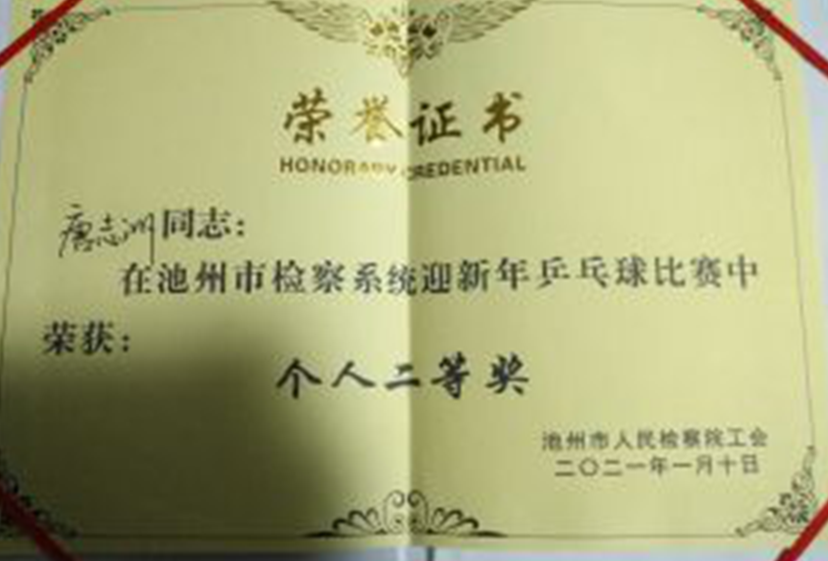 荣誉证书
HONORARY CREDENTIAL
唐志洲同志：
在池州市检察系统迎新年乒乓球比赛中
荣获：
个人二等奖
池州市人民检察院工会
二〇二一年一月十日